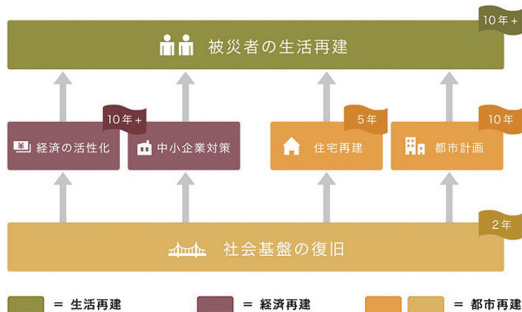 10年+
被災者の生活再建
10年+
5年
10年
¥ 経済の活性化
中小企業対策
住宅再建
都市計画
2年
社会基盤の復旧
= 生活再建
= 経済再建
= 都市再建